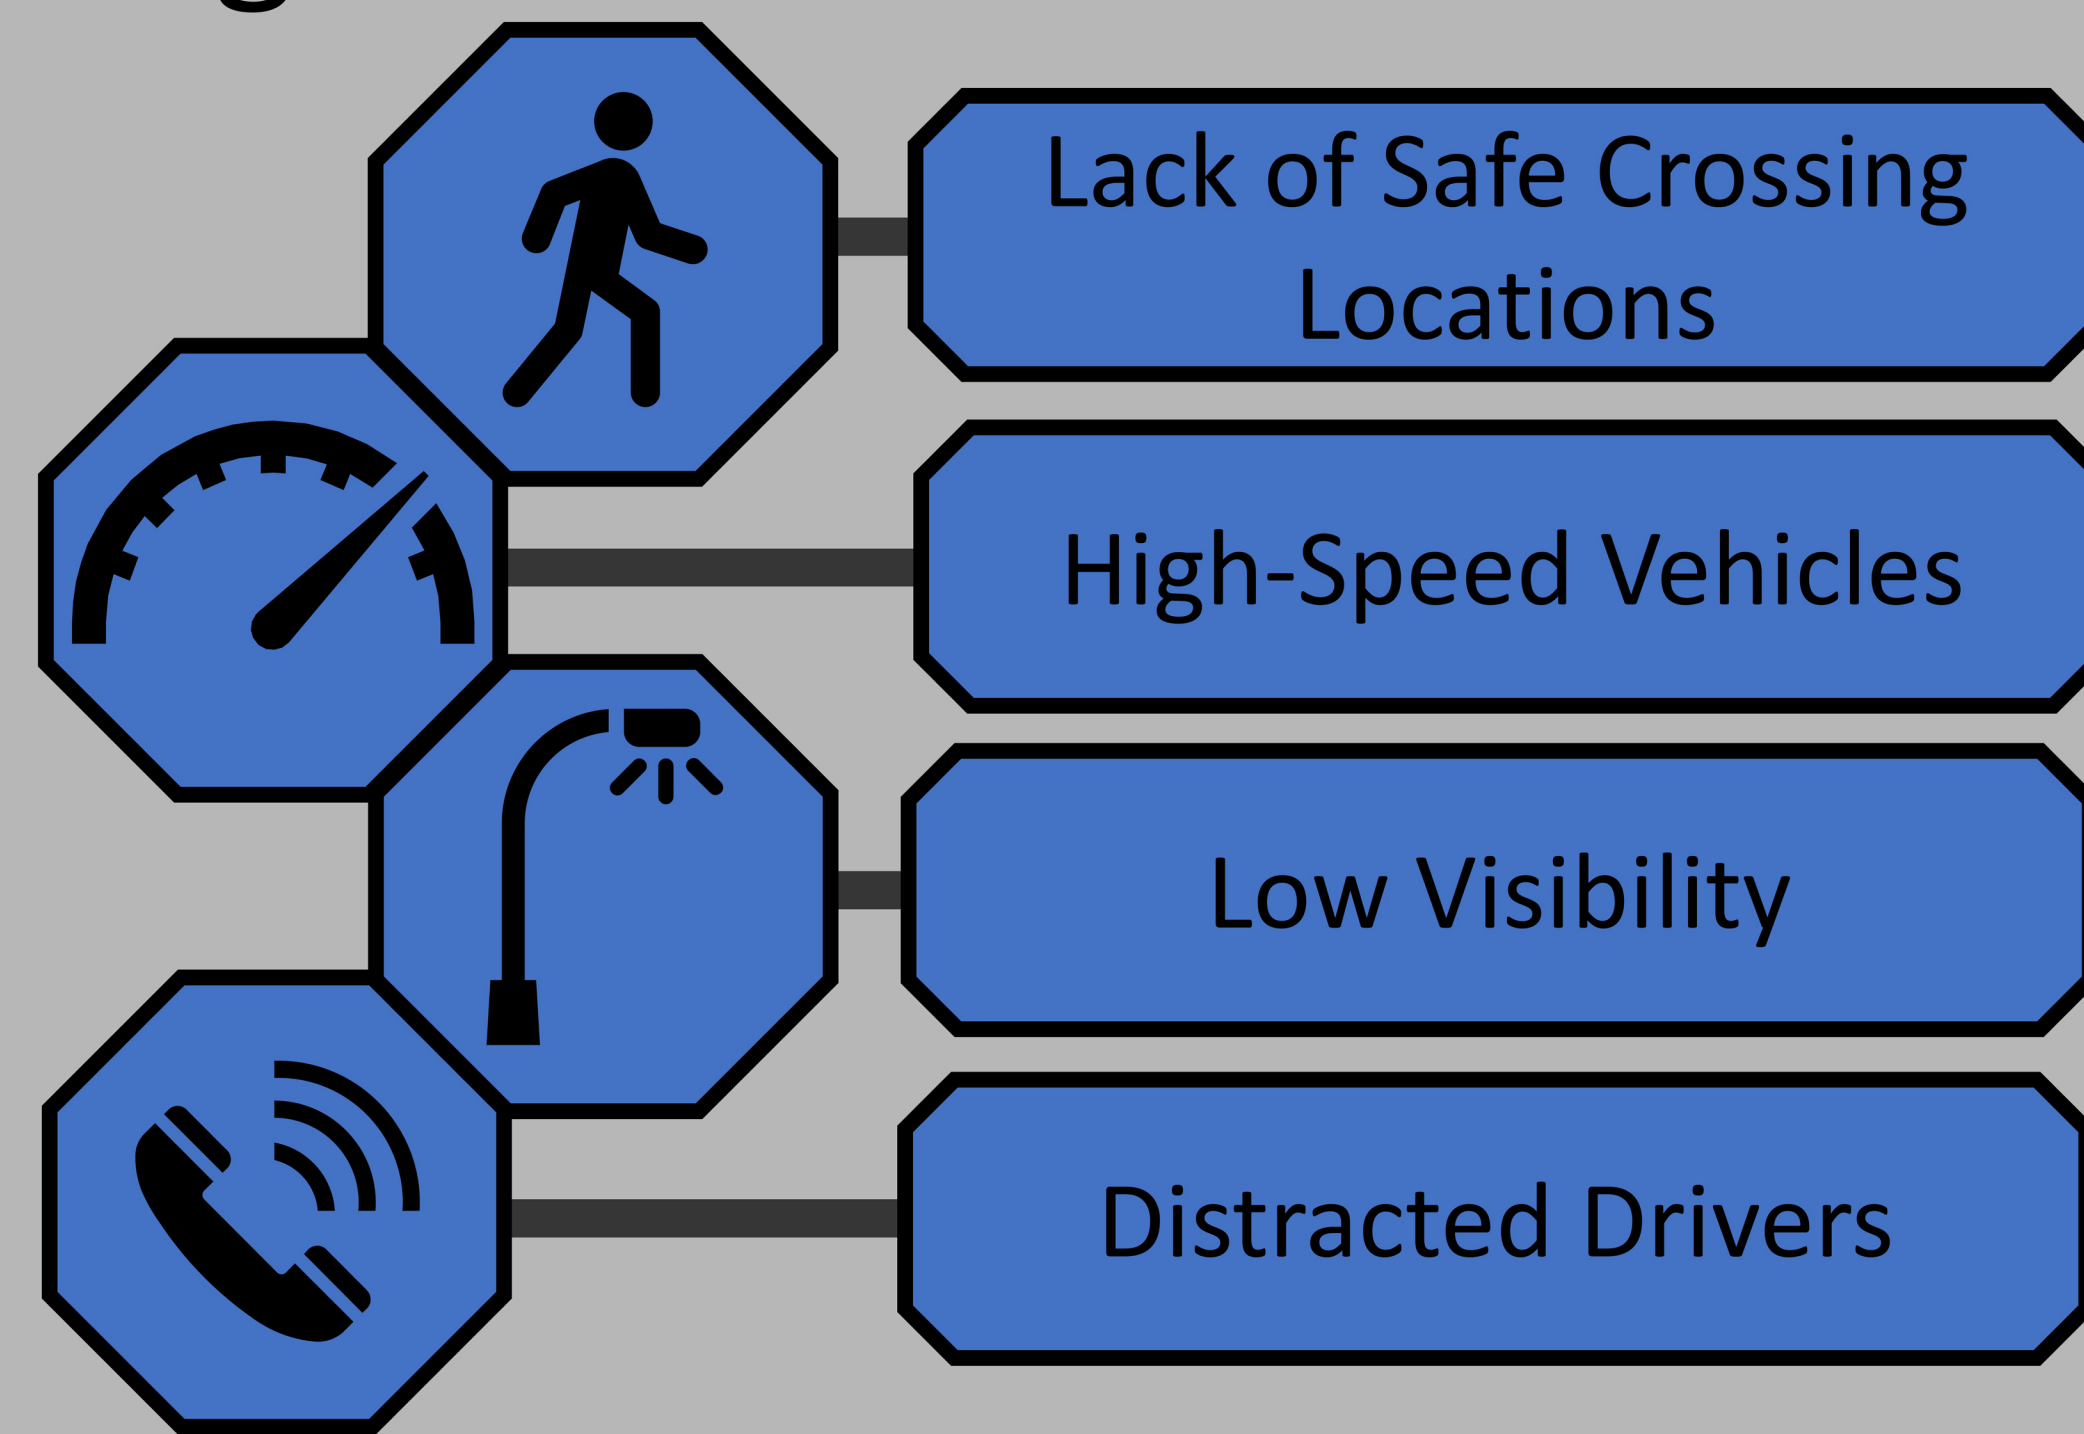 Lack of Safe Crossing
Locations
High-Speed Vehicles
Low Visibility
Distracted Drivers